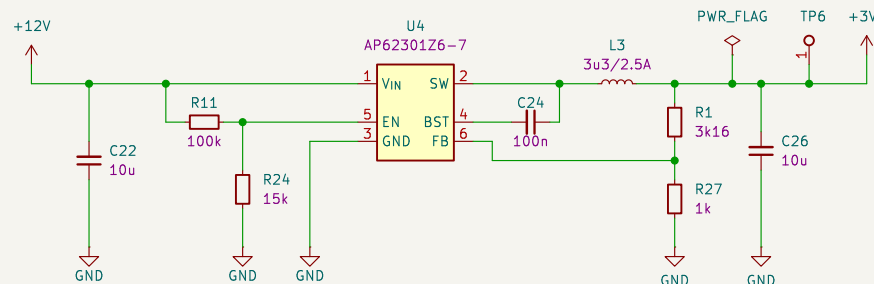 +12V
U4
AP62301Z6-7
PWR_FLAG
TP6
+3V
L3
3u3/2.5A
1
1 VIN
SW 2
R11
100k
5 EN
3 GND
BST 4
FB 6
C24
100n
R1
3k16
C22
10u
C26
10u
R24
15k
R27
1k
GND
GND
GND
GND
GND